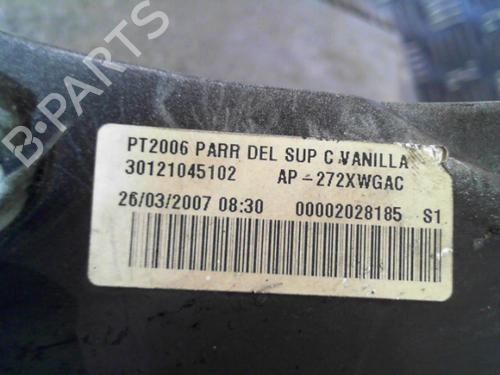 B-PARTS
PT2006 PARR DEL SUP C.VANILLA
30121045102 AP-272XWGAC
26/03/2007 08:30 00002028185 S1